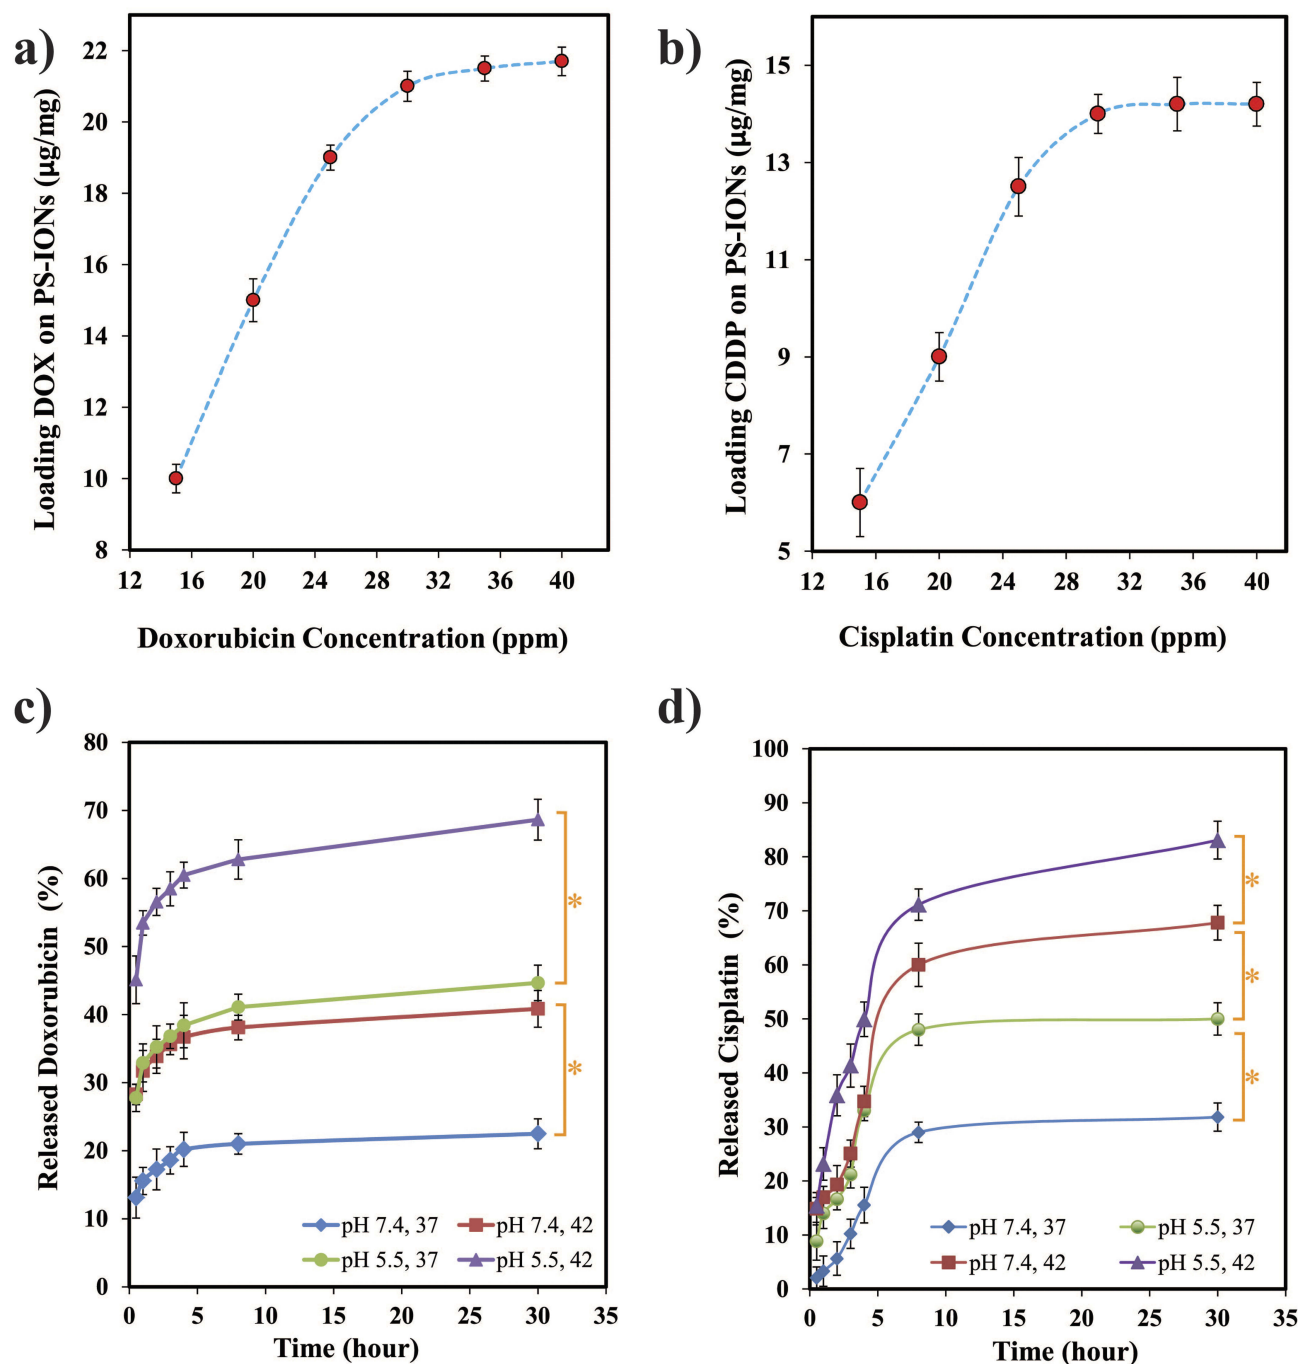 a)
Loading DOX on PS-IONs (µg/mg)
22
20
18
16
14
12
10
8
12 16 20 24 28 32 36 40
Doxorubicin Concentration (ppm)
b)
Loading CDDP on PS-IONs (µg/mg)
15
13
11
9
7
5
12 16 20 24 28 32 36 40
Cisplatin Concentration (ppm)
c)
Released Doxorubicin (%)
80
70
60
50
40
30
20
10
0
*
*
pH 7.4, 37 pH 7.4, 42
pH 5.5, 37 pH 5.5, 42
0 5 10 15 20 25 30 35
Time (hour)
d)
Released Cisplatin (%)
100
90
80
70
60
50
40
30
20
10
0
*
*
*
pH 7.4, 37 pH 5.5, 37
pH 7.4, 42 pH 5.5, 42
0 5 10 15 20 25 30 35
Time (hour)